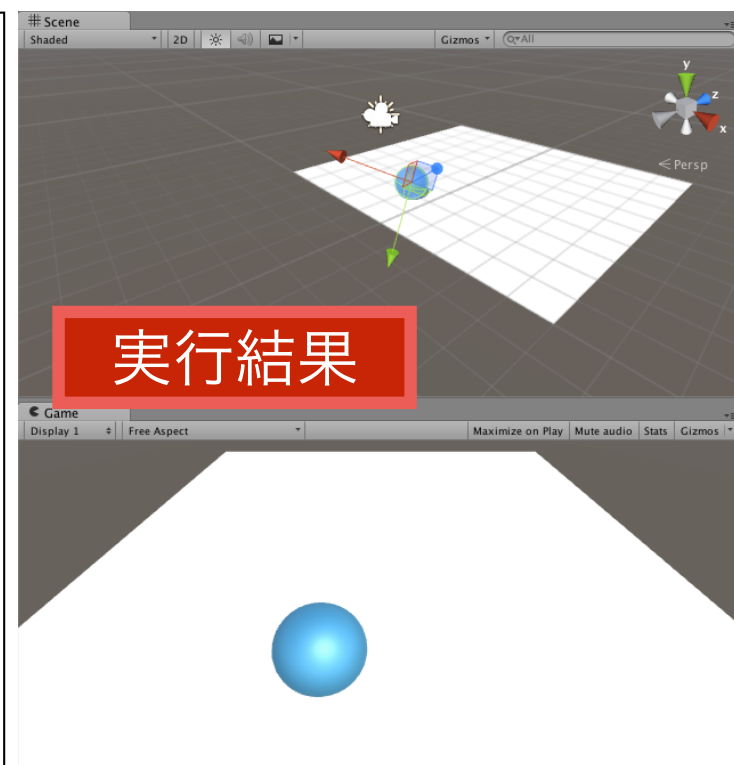 Scene
Shaded 2D Gizmos All
y
z
x
Persp
実行結果
Game
Display 1 Free Aspect Maximize on Play Mute audio Stats Gizmos